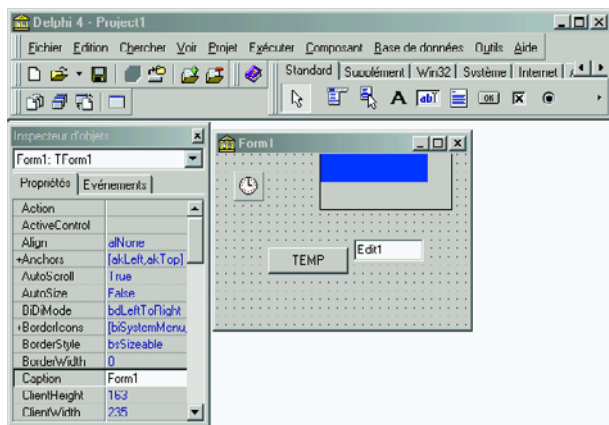 Delphi 4 - Project1
Fichier Edition Chercher Voir Projet Exécuter Composant Base de données Outils Aide
Standard Supplément Win32 Système Internet
A ab OK
Inspecteur d'objets
Form1: TForm1
Propriétés Evénements
Action
ActiveControl
Align alNone
+Anchors [akLeft,akTop]
AutoScroll True
AutoSize False
BiDiMode bdLeftToRight
+BorderIcons [biSystemMenu,
BorderStyle bsSizeable
BorderWidth 0
Caption Form1
ClientHeight 163
ClientWidth 235
Form1
TEMP
Edit1